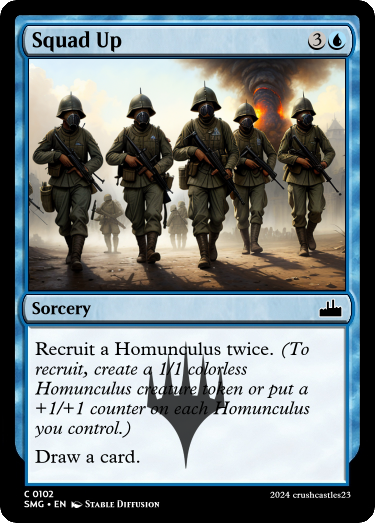 Squad Up 3
Sorcery
Recruit a Homunculus twice. (To
recruit, create a 1/1 colorless
Homunculus creature token or put a
+1/+1 counter on each Homunculus
you control.)
Draw a card.
C 0102
SMG • EN Stable Diffusion
2024 crushcastles23